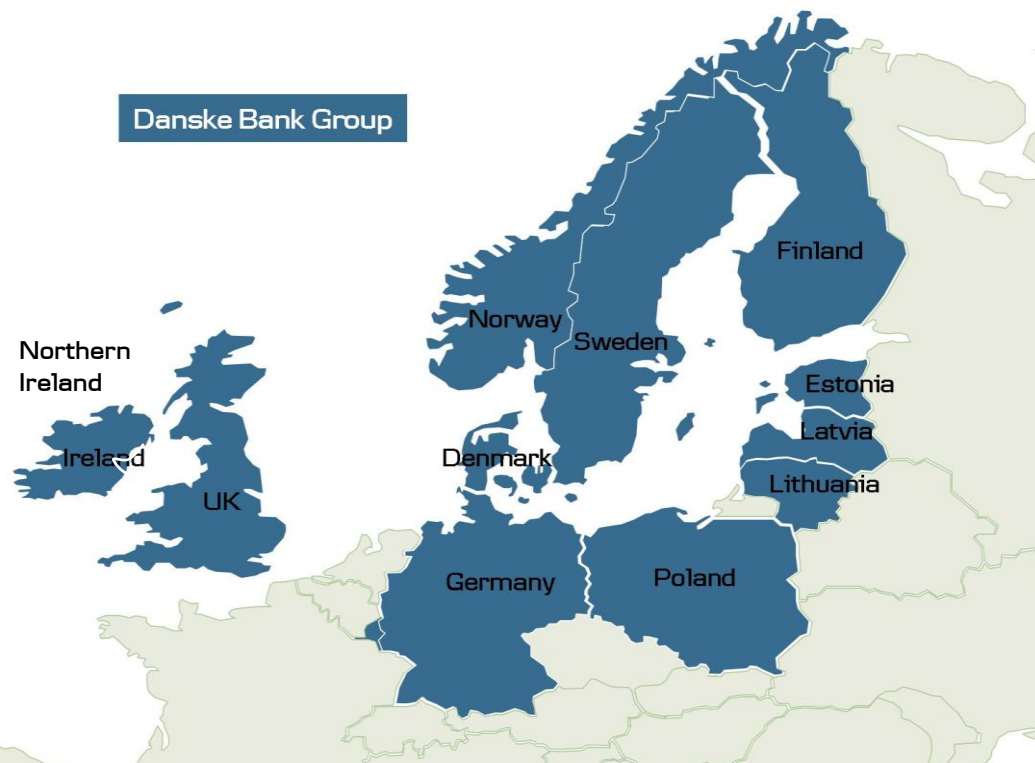 Danske Bank Group
Finland
Norway
Sweden
Northern
Ireland
Estonia
Latvia
Ireland
Denmark
Lithuania
UK
Germany
Poland